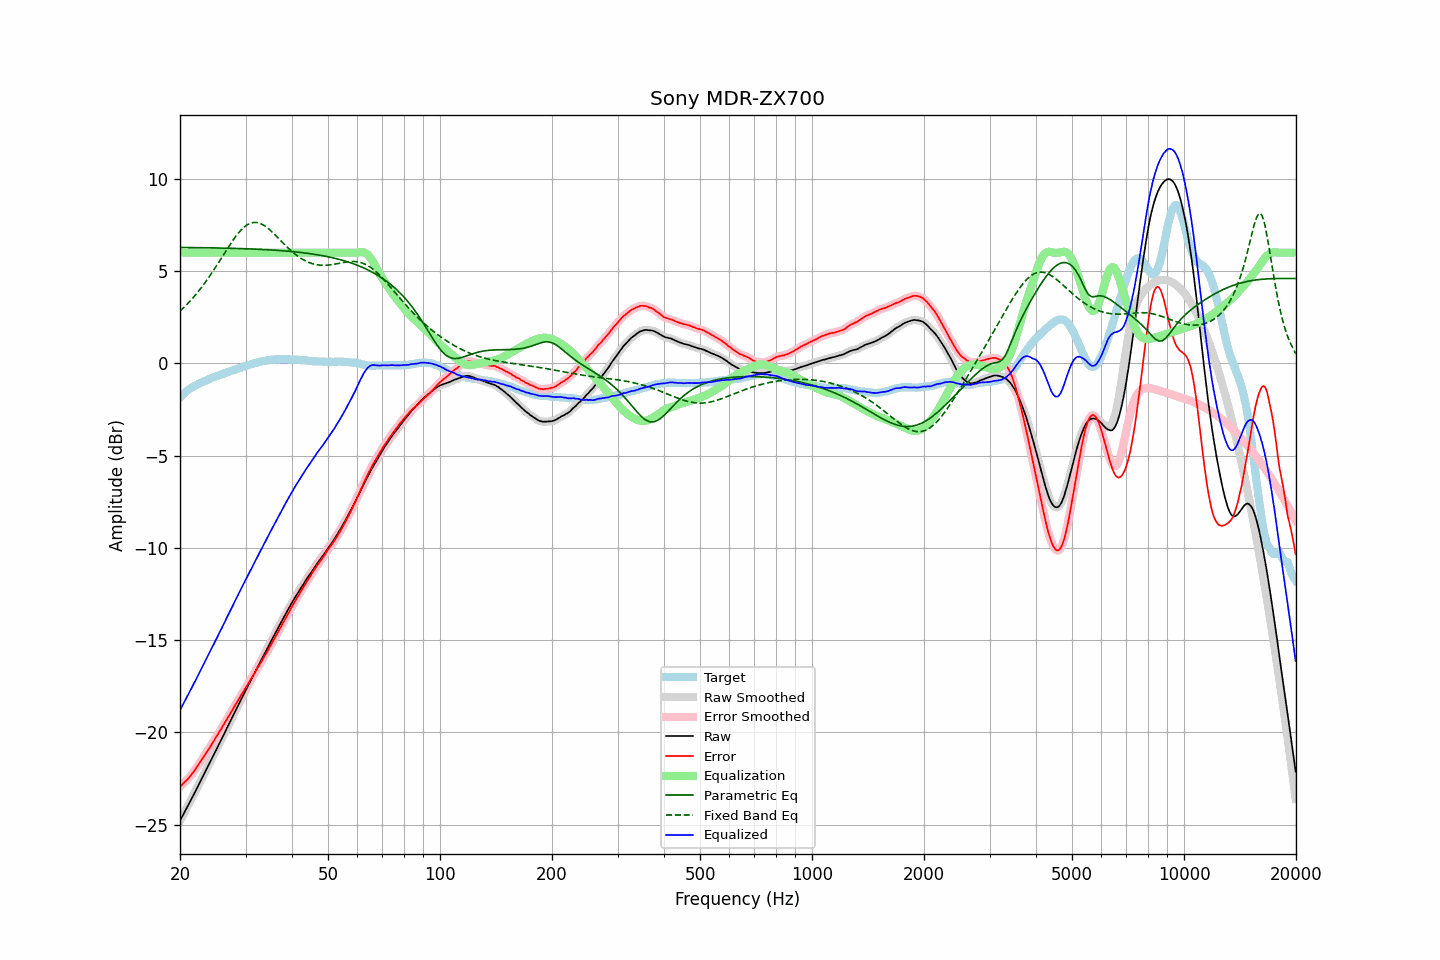 Sony MDR-ZX700
Amplitude (dBr)
10
5
0
−5
−10
−15
−20
−25
20
50
100
200
500
1000
2000
5000
10000
20000
Frequency (Hz)
Target
Raw Smoothed
Error Smoothed
Raw
Error
Equalization
Parametric Eq
Fixed Band Eq
Equalized